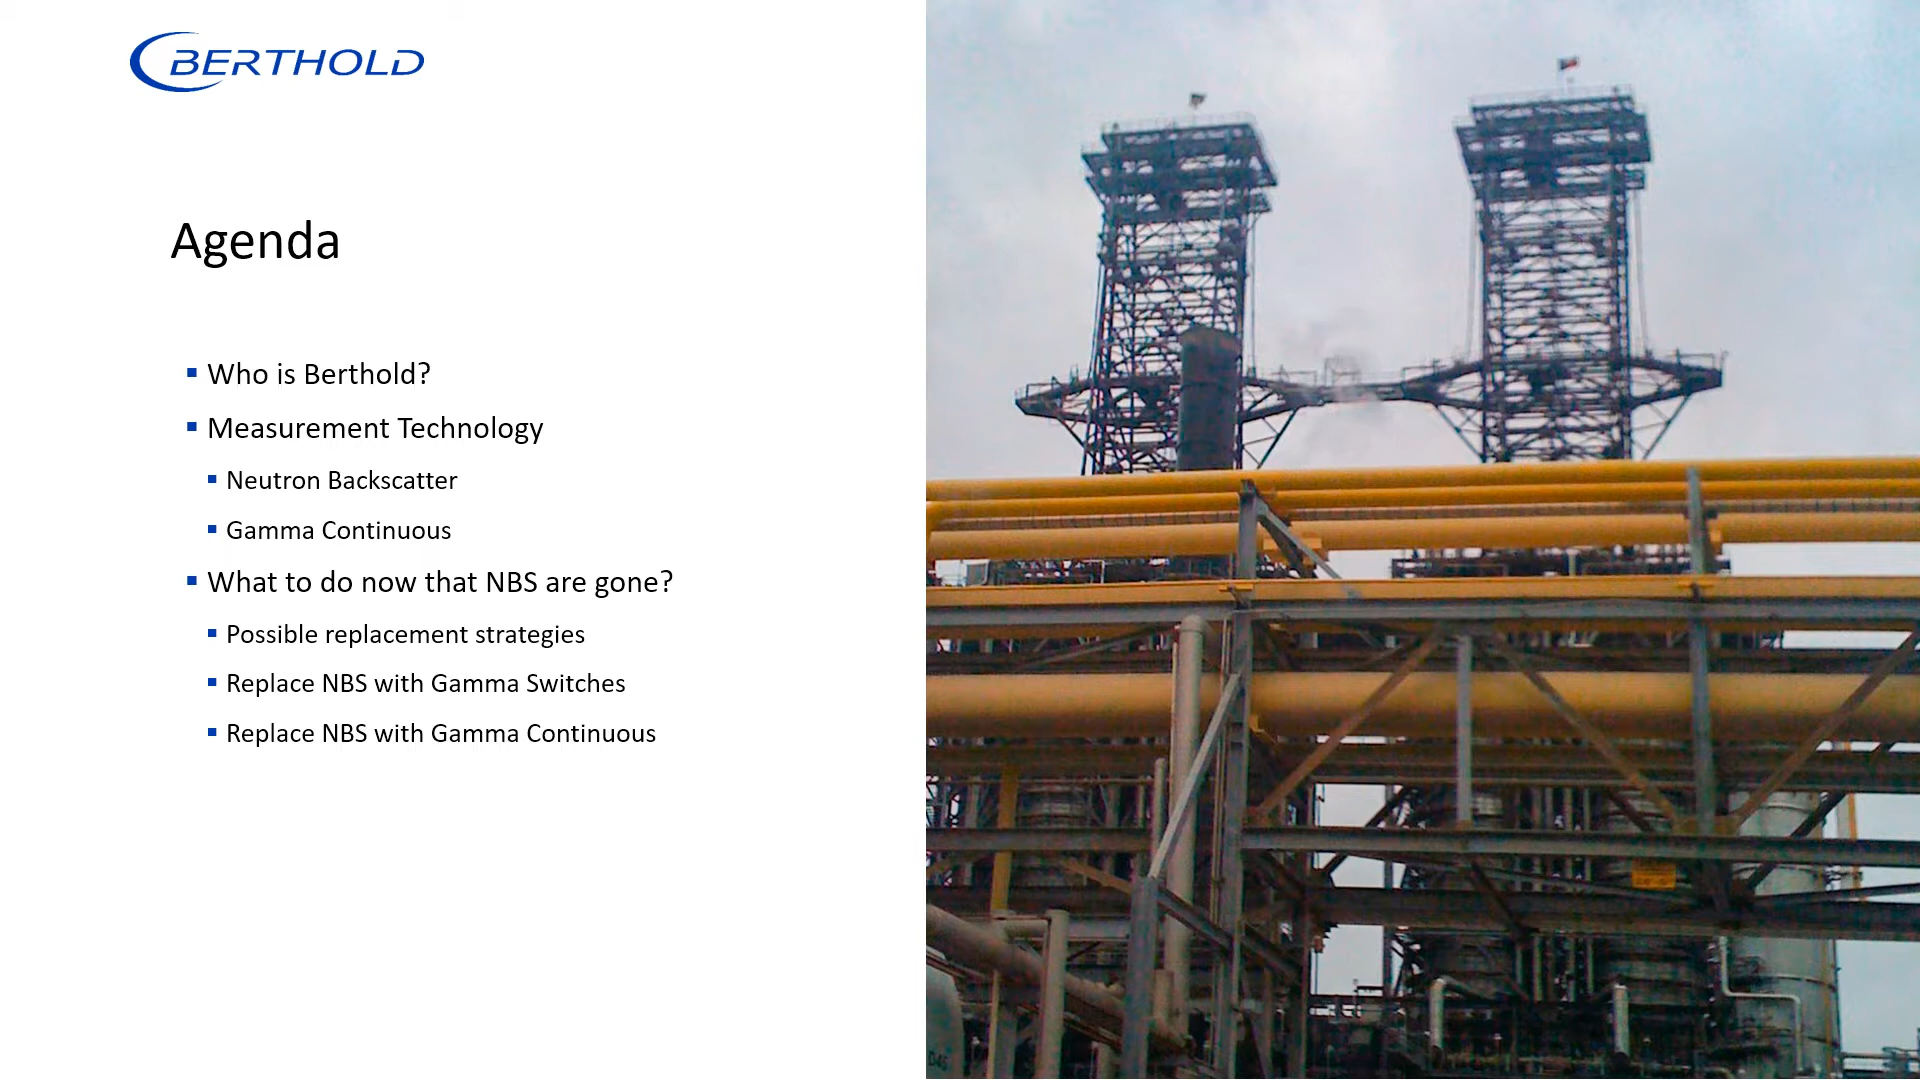 BERTHOLD
Agenda
Who is Berthold?
Measurement Technology
Neutron Backscatter
Gamma Continuous
What to do now that NBS are gone?
Possible replacement strategies
Replace NBS with Gamma Switches
Replace NBS with Gamma Continuous